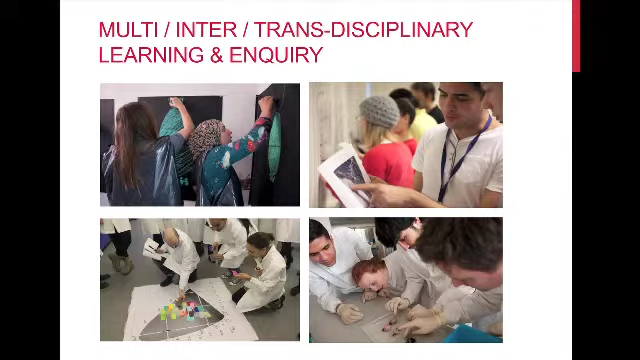 MULTI / INTER / TRANS-DISCIPLINARY
LEARNING & ENQUIRY